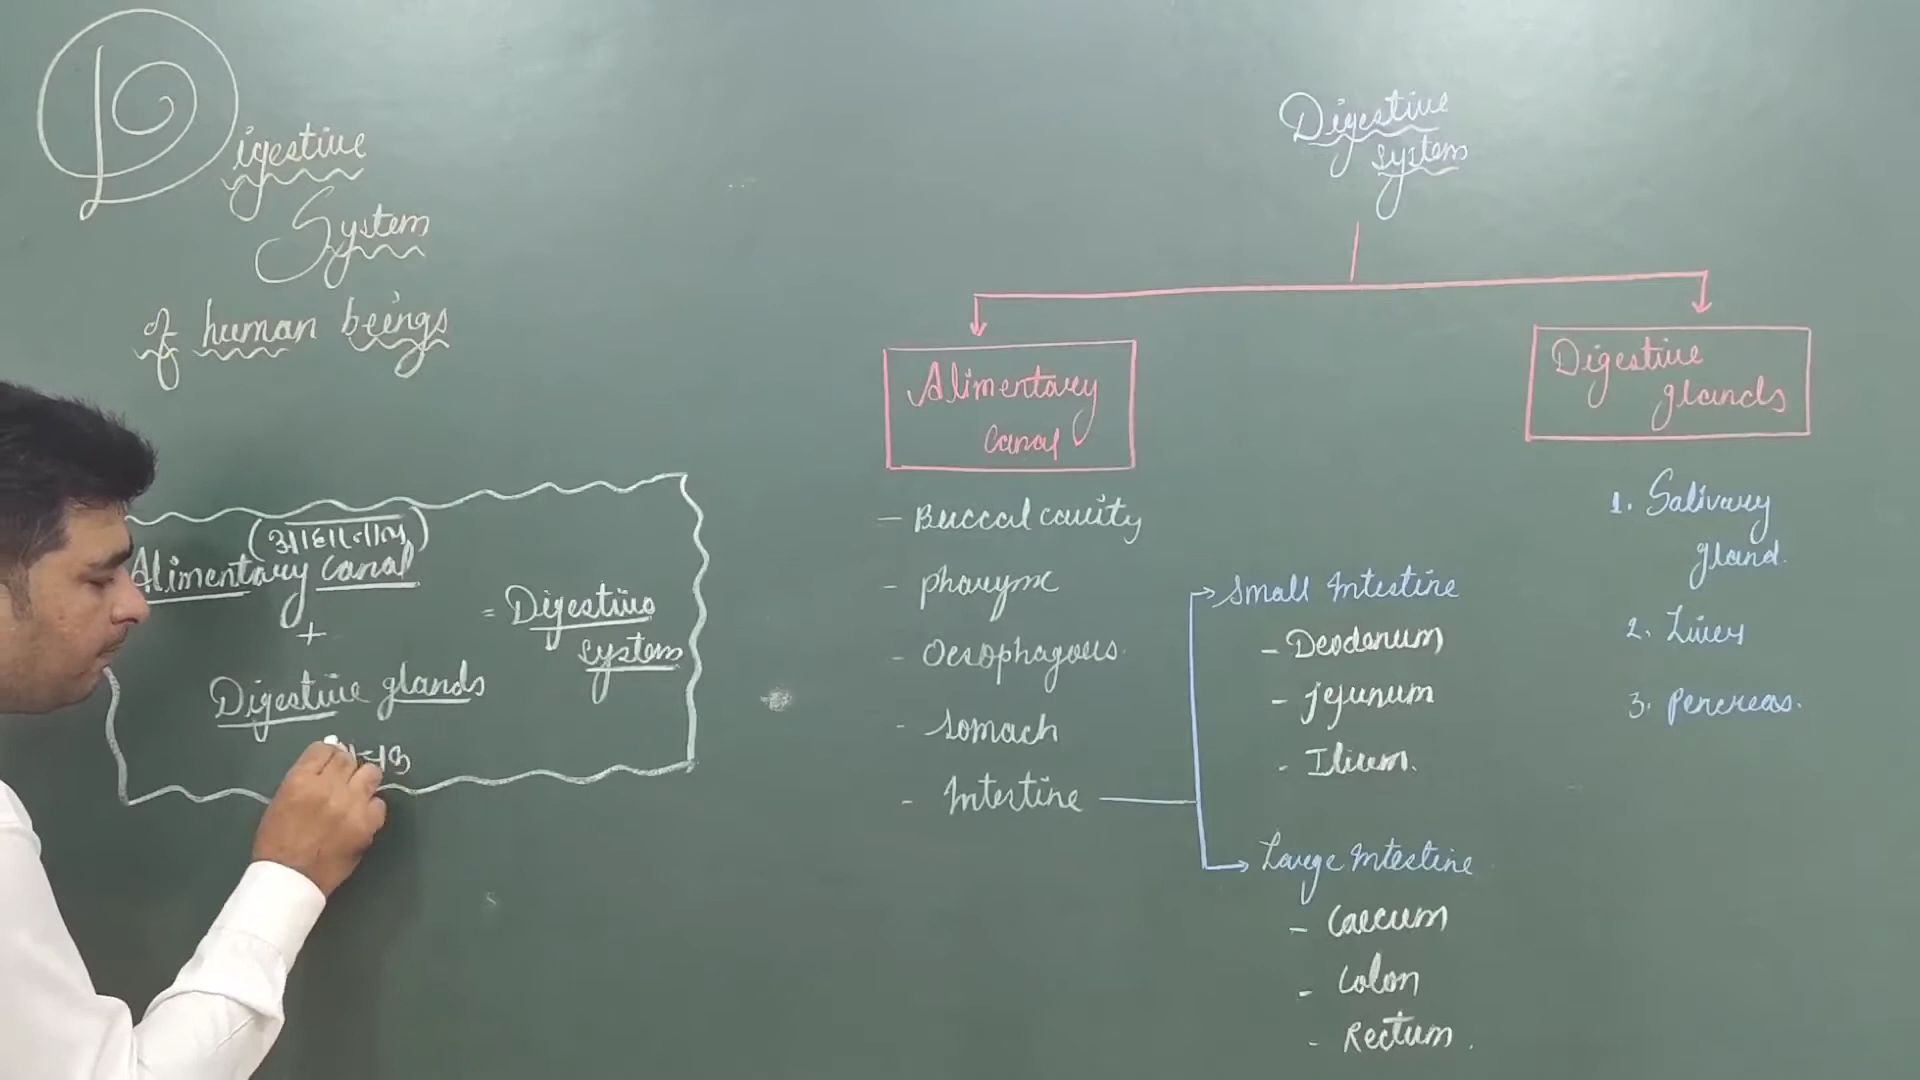 Digestive
System
of human beings
(आहारनाल)
Alimentary canal
+
Digestive glands
= Digestive
system
Digestive
system
Alimentary
canal
- Buccal cavity
- pharynx
- Oesophagous.
- Somach
- Intestine
Small Intestine
- Deodenum
- Jejunum
- Ilium.
Large Intestine
- Caecum
- Colon
- Rectum.
Digestive
glands
1. Salivary
gland.
2. Liver
3. Pencreas.